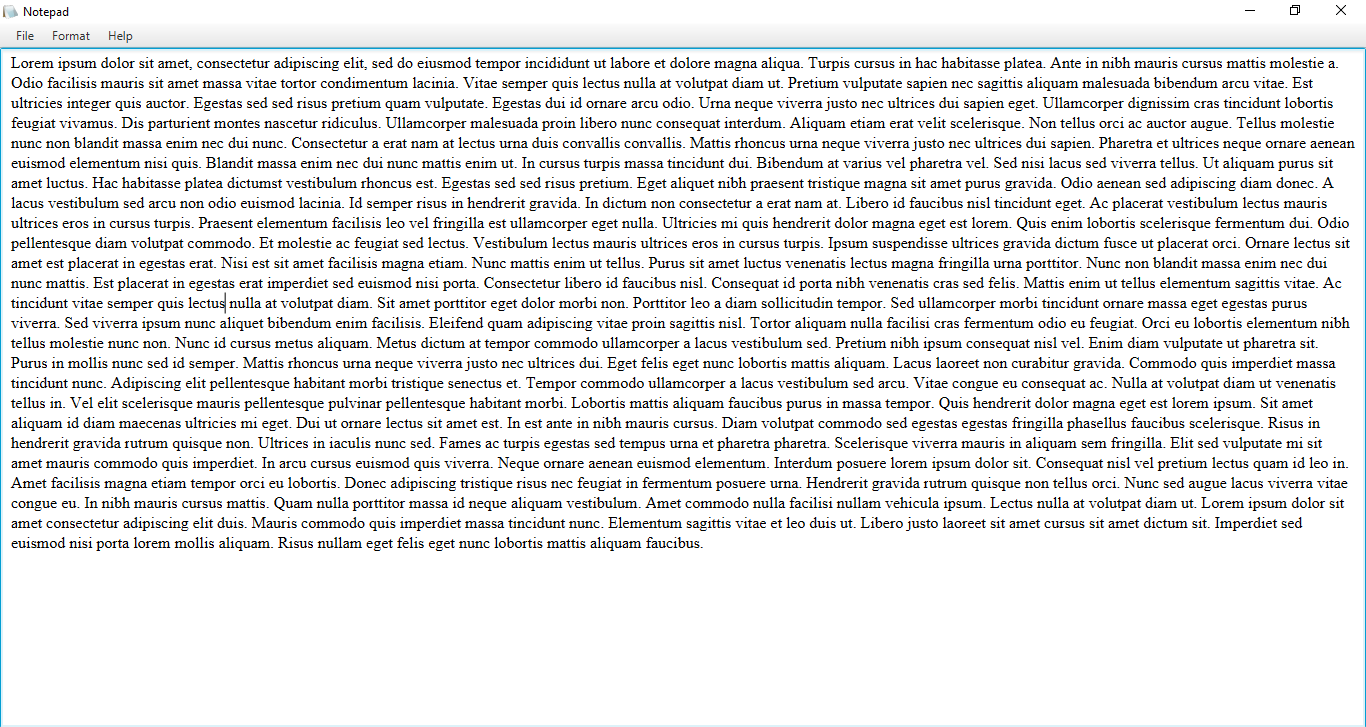 Notepad
File Format Help
Lorem ipsum dolor sit amet, consectetur adipiscing elit, sed do eiusmod tempor incididunt ut labore et dolore magna aliqua. Turpis cursus in hac habitasse platea. Ante in nibh mauris cursus mattis molestie a.
Odio facilisis mauris sit amet massa vitae tortor condimentum lacinia. Vitae semper quis lectus nulla at volutpat diam ut. Pretium vulputate sapien nec sagittis aliquam malesuada bibendum arcu vitae. Est
ultricies integer quis auctor. Egestas sed sed risus pretium quam vulputate. Egestas dui id ornare arcu odio. Urna neque viverra justo nec ultrices dui sapien eget. Ullamcorper dignissim cras tincidunt lobortis
feugiat vivamus. Dis parturient montes nascetur ridiculus. Ullamcorper malesuada proin libero nunc consequat interdum. Aliquam etiam erat velit scelerisque. Non tellus orci ac auctor augue. Tellus molestie
nunc non blandit massa enim nec dui nunc. Consectetur a erat nam at lectus urna duis convallis convallis. Mattis rhoncus urna neque viverra justo nec ultrices dui sapien. Pharetra et ultrices neque ornare aenean
euismod elementum nisi quis. Blandit massa enim nec dui nunc mattis enim ut. In cursus turpis massa tincidunt dui. Bibendum at varius vel pharetra vel. Sed nisi lacus sed viverra tellus. Ut aliquam purus sit
amet luctus. Hac habitasse platea dictumst vestibulum rhoncus est. Egestas sed sed risus pretium. Eget aliquet nibh praesent tristique magna sit amet purus gravida. Odio aenean sed adipiscing diam donec. A
lacus vestibulum sed arcu non odio euismod lacinia. Id semper risus in hendrerit gravida. In dictum non consectetur a erat nam at. Libero id faucibus nisl tincidunt eget. Ac placerat vestibulum lectus mauris
ultrices eros in cursus turpis. Praesent elementum facilisis leo vel fringilla est ullamcorper eget nulla. Ultricies mi quis hendrerit dolor magna eget est lorem. Quis enim lobortis scelerisque fermentum dui. Odio
pellentesque diam volutpat commodo. Et molestie ac feugiat sed lectus. Vestibulum lectus mauris ultrices eros in cursus turpis. Ipsum suspendisse ultrices gravida dictum fusce ut placerat orci. Ornare lectus sit
amet est placerat in egestas erat. Nisi est sit amet facilisis magna etiam. Nunc mattis enim ut tellus. Purus sit amet luctus venenatis lectus magna fringilla urna porttitor. Nunc non blandit massa enim nec dui
nunc mattis. Est placerat in egestas erat imperdiet sed euismod nisi porta. Consectetur libero id faucibus nisl. Consequat id porta nibh venenatis cras sed felis. Mattis enim ut tellus elementum sagittis vitae. Ac
tincidunt vitae semper quis lectus nulla at volutpat diam. Sit amet porttitor eget dolor morbi non. Porttitor leo a diam sollicitudin tempor. Sed ullamcorper morbi tincidunt ornare massa eget egestas purus
viverra. Sed viverra ipsum nunc aliquet bibendum enim facilisis. Eleifend quam adipiscing vitae proin sagittis nisl. Tortor aliquam nulla facilisi cras fermentum odio eu feugiat. Orci eu lobortis elementum nibh
tellus molestie nunc non. Nunc id cursus metus aliquam. Metus dictum at tempor commodo ullamcorper a lacus vestibulum sed. Pretium nibh ipsum consequat nisl vel. Enim diam vulputate ut pharetra sit.
Purus in mollis nunc sed id semper. Mattis rhoncus urna neque viverra justo nec ultrices dui. Eget felis eget nunc lobortis mattis aliquam. Lacus laoreet non curabitur gravida. Commodo quis imperdiet massa
tincidunt nunc. Adipiscing elit pellentesque habitant morbi tristique senectus et. Tempor commodo ullamcorper a lacus vestibulum sed arcu. Vitae congue eu consequat ac. Nulla at volutpat diam ut venenatis
tellus in. Vel elit scelerisque mauris pellentesque pulvinar pellentesque habitant morbi. Lobortis mattis aliquam faucibus purus in massa tempor. Quis hendrerit dolor magna eget est lorem ipsum. Sit amet
aliquam id diam maecenas ultricies mi eget. Dui ut ornare lectus sit amet est. In est ante in nibh mauris cursus. Diam volutpat commodo sed egestas egestas fringilla phasellus faucibus scelerisque. Risus in
hendrerit gravida rutrum quisque non. Ultrices in iaculis nunc sed. Fames ac turpis egestas sed tempus urna et pharetra pharetra. Scelerisque viverra mauris in aliquam sem fringilla. Elit sed vulputate mi sit
amet mauris commodo quis imperdiet. In arcu cursus euismod quis viverra. Neque ornare aenean euismod elementum. Interdum posuere lorem ipsum dolor sit. Consequat nisl vel pretium lectus quam id leo in.
Amet facilisis magna etiam tempor orci eu lobortis. Donec adipiscing tristique risus nec feugiat in fermentum posuere urna. Hendrerit gravida rutrum quisque non tellus orci. Nunc sed augue lacus viverra vitae
congue eu. In nibh mauris cursus mattis. Quam nulla porttitor massa id neque aliquam vestibulum. Amet commodo nulla facilisi nullam vehicula ipsum. Lectus nulla at volutpat diam ut. Lorem ipsum dolor sit
amet consectetur adipiscing elit duis. Mauris commodo quis imperdiet massa tincidunt nunc. Elementum sagittis vitae et leo duis ut. Libero justo laoreet sit amet cursus sit amet dictum sit. Imperdiet sed
euismod nisi porta lorem mollis aliquam. Risus nullam eget felis eget nunc lobortis mattis aliquam faucibus.